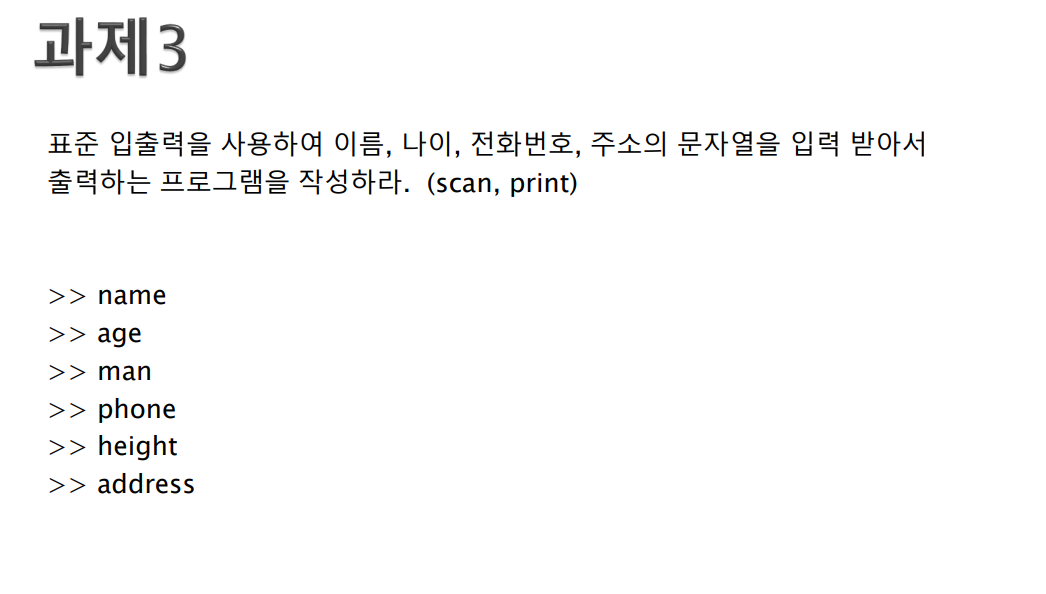 과제3
표준 입출력을 사용하여 이름, 나이, 전화번호, 주소의 문자열을 입력 받아서
출력하는 프로그램을 작성하라. (scan, print)
>> name
>> age
>> man
>> phone
>> height
>> address